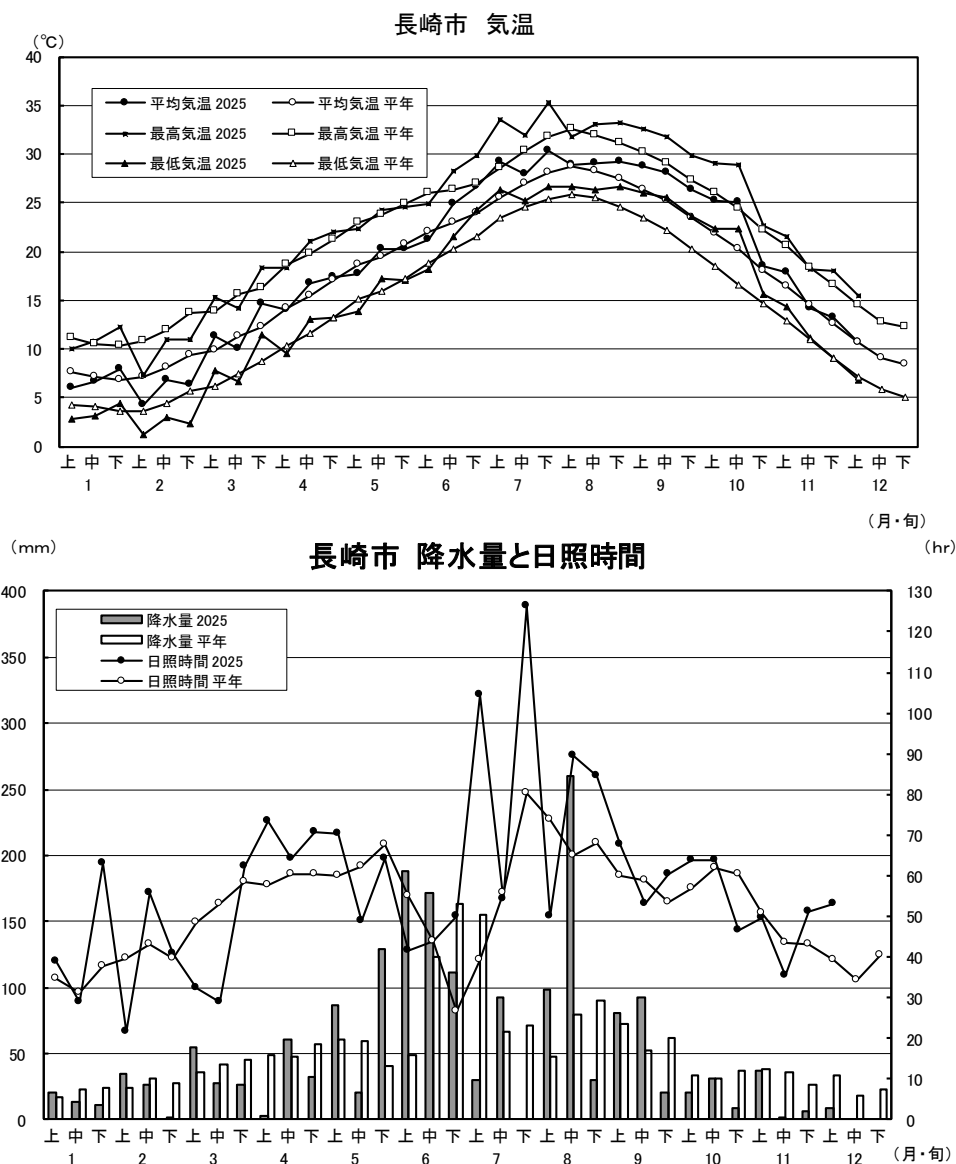 長崎市 気温
(℃)
40
35
30
25
20
15
10
5
0
平均気温 2025 平均気温 平年
最高気温 2025 最高気温 平年
最低気温 2025 最低気温 平年
上 中 下 上 中 下 上 中 下 上 中 下 上 中 下 上 中 下 上 中 下 上 中 下 上 中 下 上 中 下 上 中 下 上 中 下
1 2 3 4 5 6 7 8 9 10 11 12
(月・旬)
(mm) 長崎市 降水量と日照時間 (hr)
400
350
300
250
200
150
100
50
0
降水量 2025
降水量 平年
日照時間 2025
日照時間 平年
130
120
110
100
90
80
70
60
50
40
30
20
10
0
上 中 下 上 中 下 上 中 下 上 中 下 上 中 下 上 中 下 上 中 下 上 中 下 上 中 下 上 中 下 上 中 下 上 中 下
1 2 3 4 5 6 7 8 9 10 11 12 (月・旬)